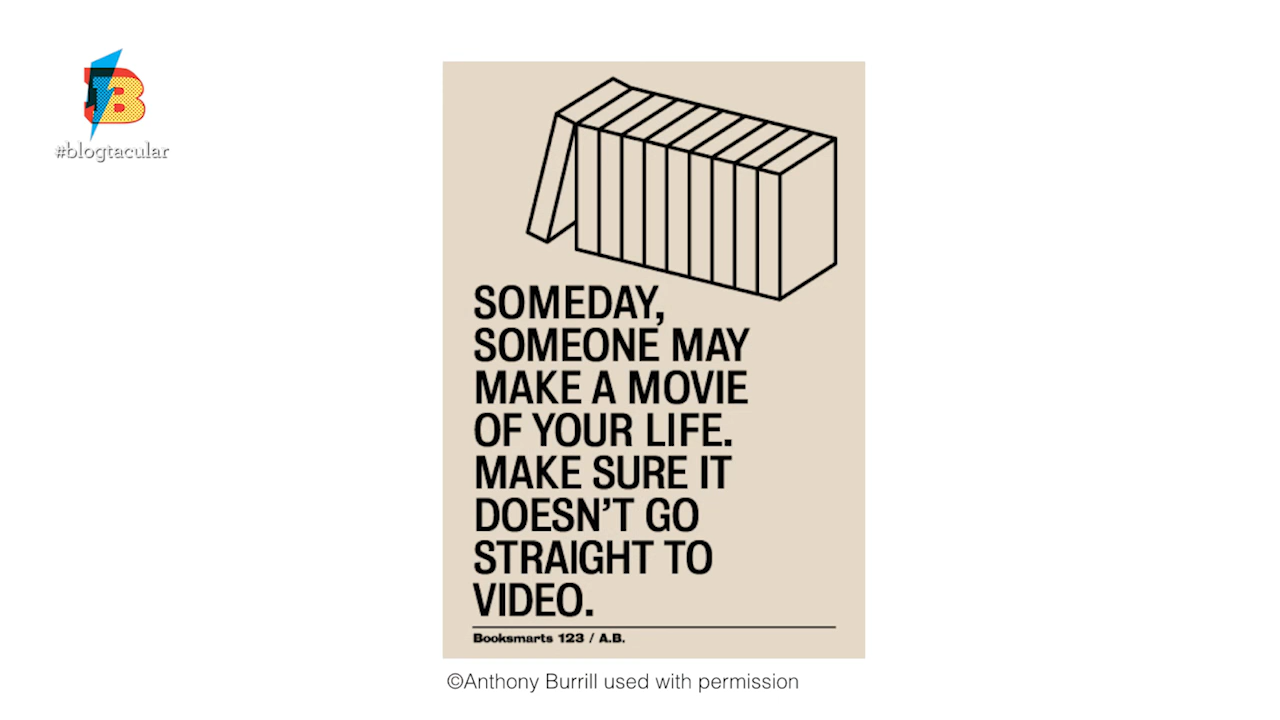 B
#blogtacular
SOMEDAY,
SOMEONE MAY
MAKE A MOVIE
OF YOUR LIFE.
MAKE SURE IT
DOESN'T GO
STRAIGHT TO
VIDEO.
Booksmarts 123 / A.B.
©Anthony Burrill used with permission